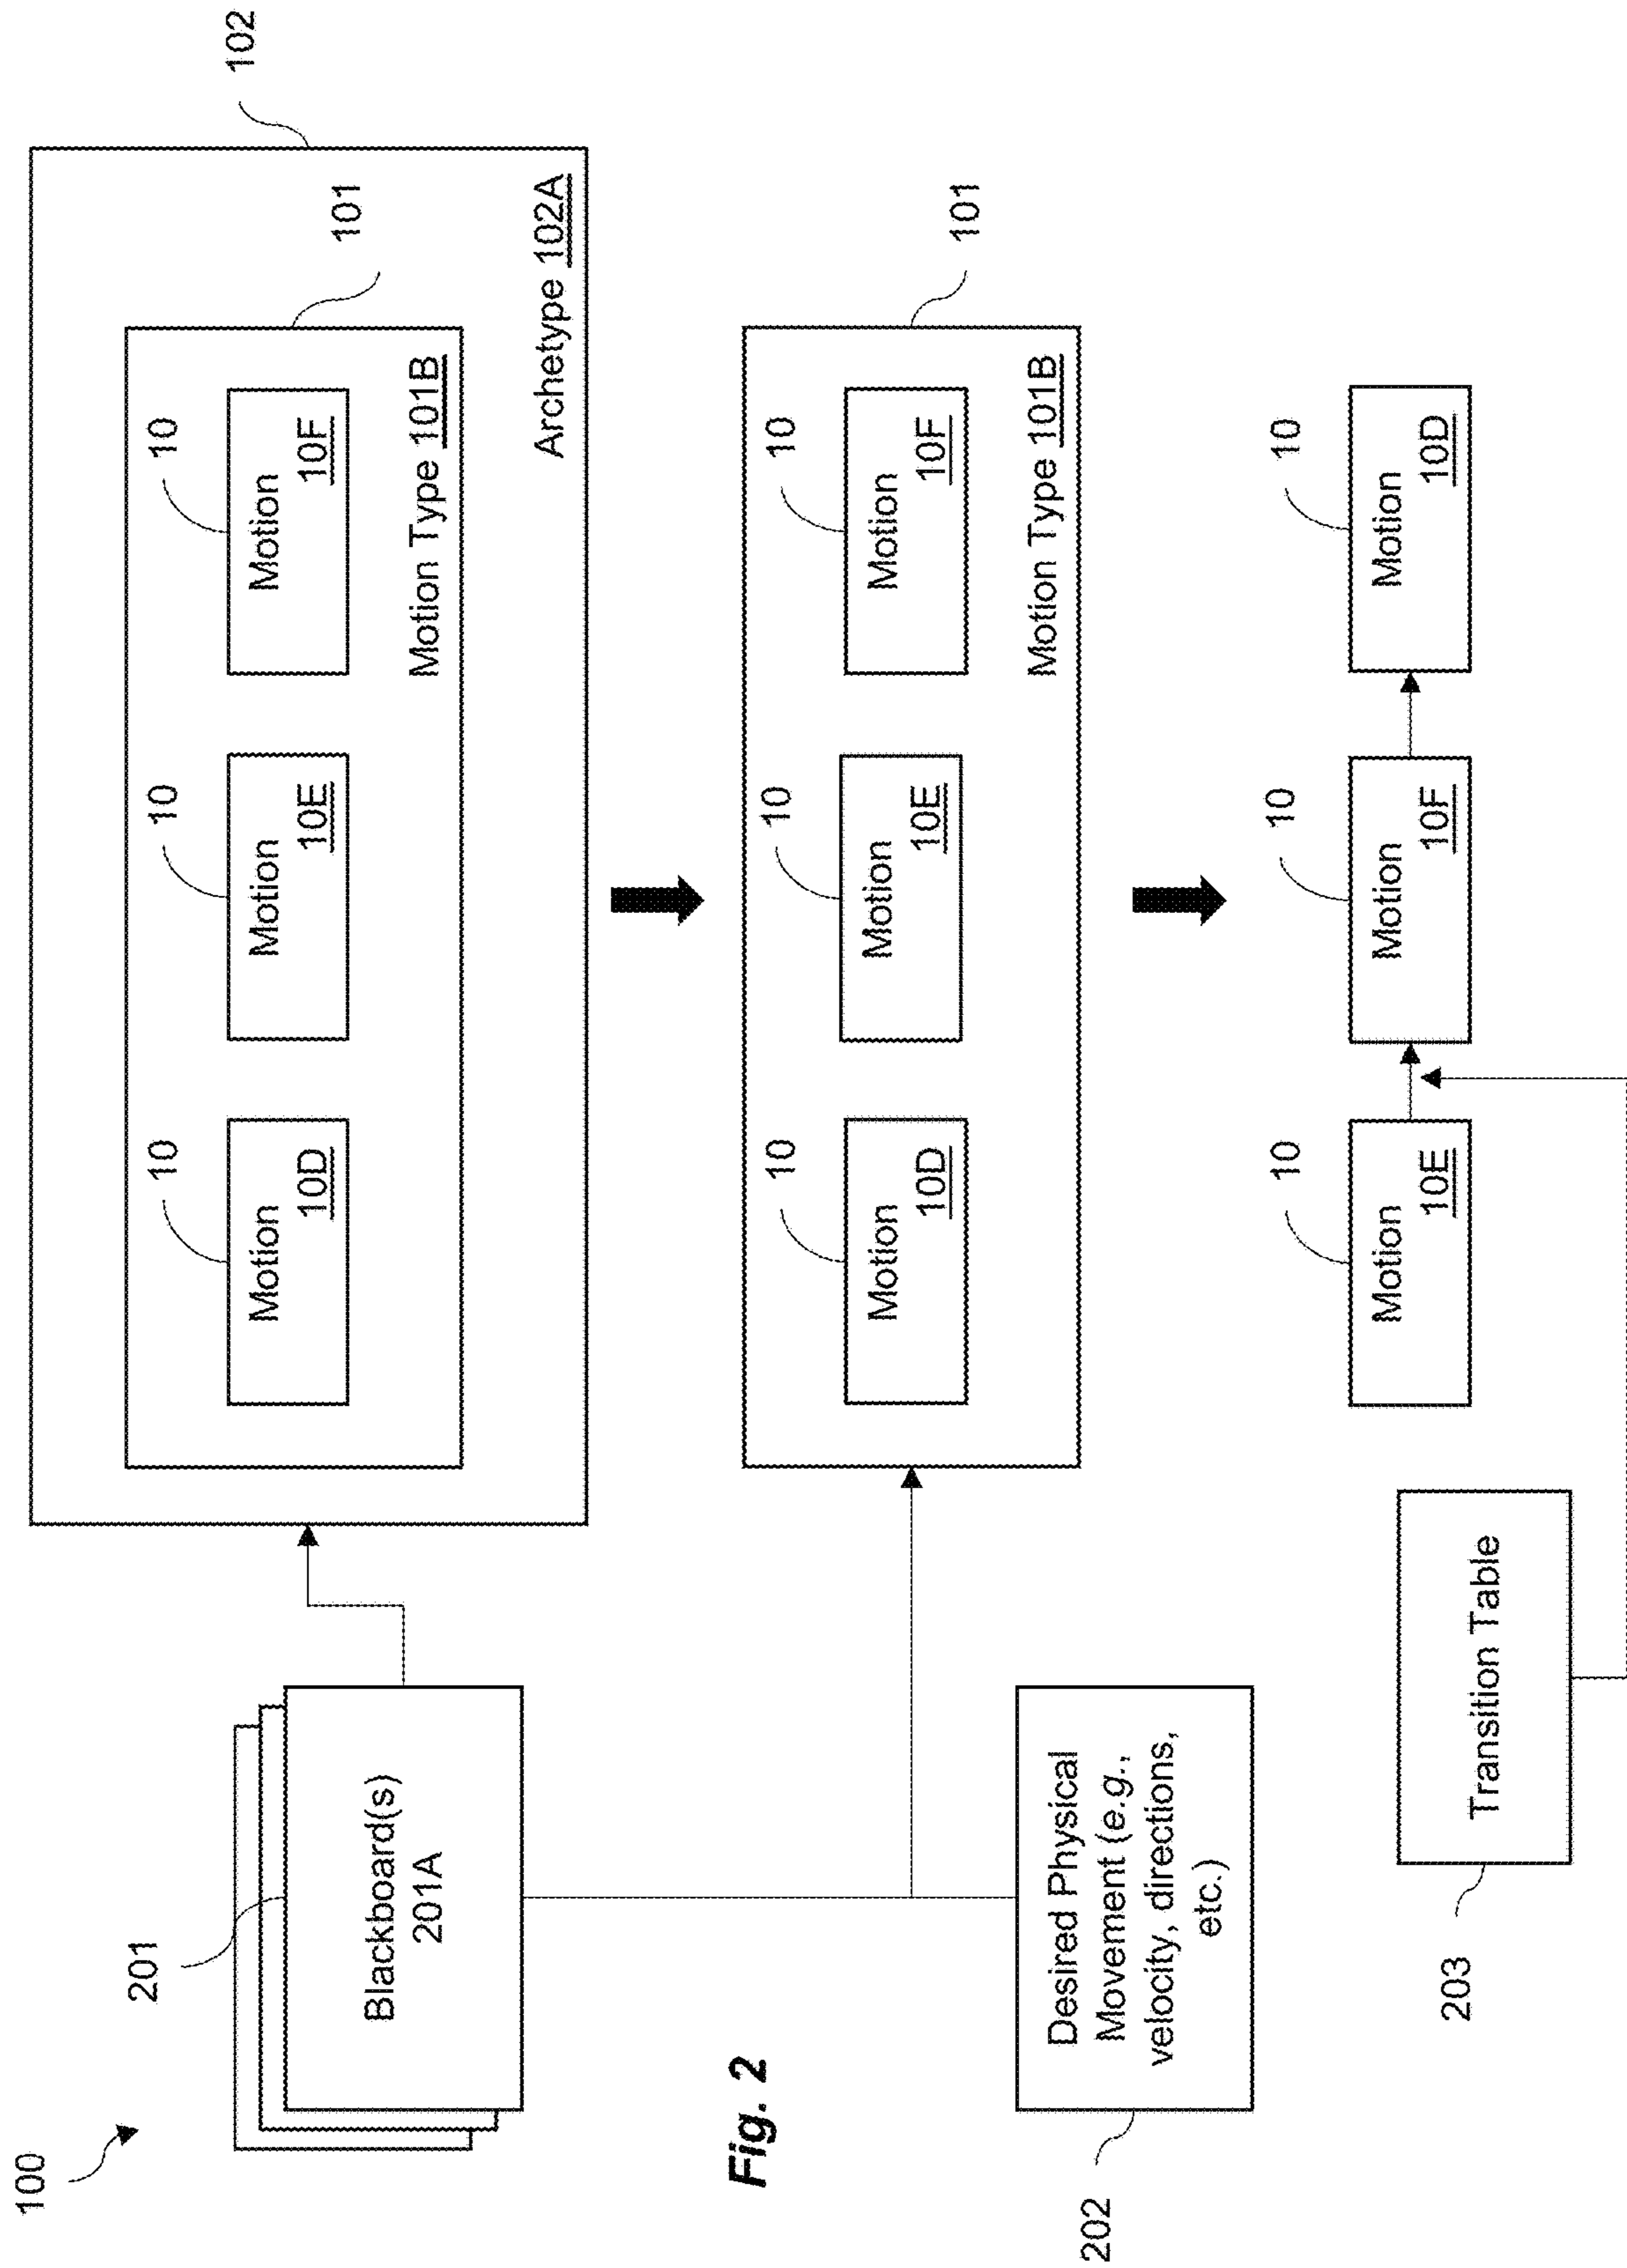 100
201
Blackboard(s)
201A
102
101
10
Motion
10D
10
Motion
10E
10
Motion
10F
Motion Type 101B
Archetype 102A
Fig. 2
202
Desired Physical
Movement (e.g.,
velocity, directions,
etc.)
101
10
Motion
10D
10
Motion
10E
10
Motion
10F
Motion Type 101B
203
Transition Table
10
Motion
10E
10
Motion
10F
10
Motion
10D